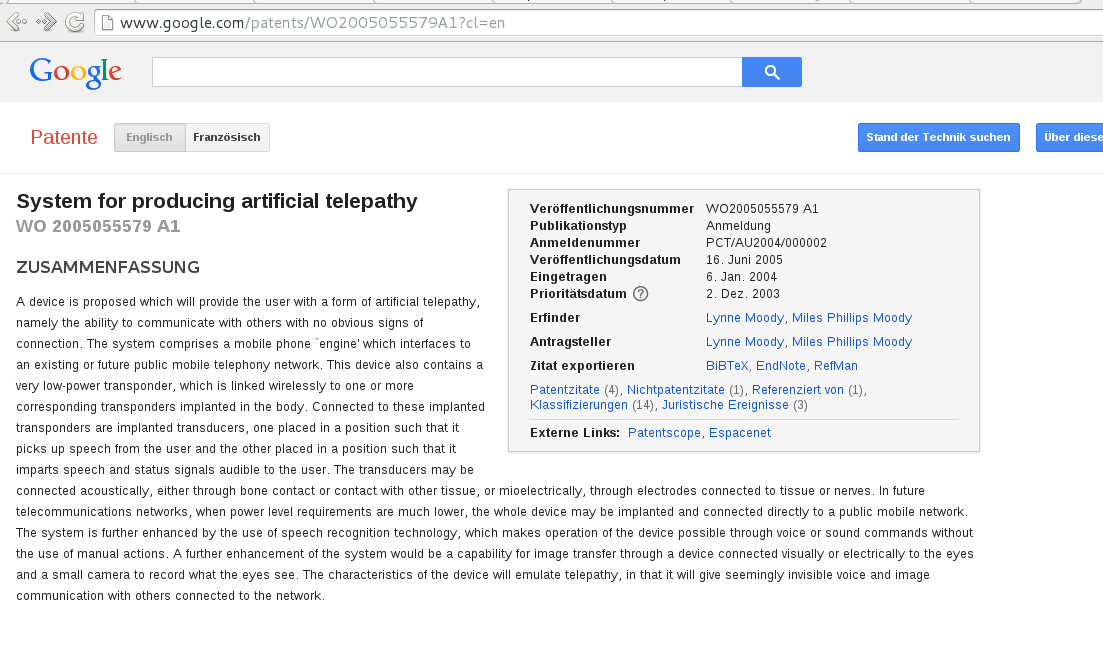 www.google.com/patents/WO2005055579A1?cl=en
Google
Patente Englisch Französisch Stand der Technik suchen Über diese
System for producing artificial telepathy
WO 2005055579 A1
ZUSAMMENFASSUNG
A device is proposed which will provide the user with a form of artificial telepathy,
namely the ability to communicate with others with no obvious signs of
connection. The system comprises a mobile phone `engine' which interfaces to
an existing or future public mobile telephony network. This device also contains a
very low-power transponder, which is linked wirelessly to one or more
corresponding transponders implanted in the body. Connected to these implanted
transponders are implanted transducers, one placed in a position such that it
picks up speech from the user and the other placed in a position such that it
imparts speech and status signals audible to the user. The transducers may be
connected acoustically, either through bone contact or contact with other tissue, or mioelectrically, through electrodes connected to tissue or nerves. In future
telecommunications networks, when power level requirements are much lower, the whole device may be implanted and connected directly to a public mobile network.
The system is further enhanced by the use of speech recognition technology, which makes operation of the device possible through voice or sound commands without
the use of manual actions. A further enhancement of the system would be a capability for image transfer through a device connected visually or electrically to the eyes
and a small camera to record what the eyes see. The characteristics of the device will emulate telepathy, in that it will give seemingly invisible voice and image
communication with others connected to the network.
Veröffentlichungsnummer WO2005055579 A1
Publikationstyp Anmeldung
Anmeldenummer PCT/AU2004/000002
Veröffentlichungsdatum 16. Juni 2005
Eingetragen 6. Jan. 2004
Prioritätsdatum ? 2. Dez. 2003
Erfinder Lynne Moody, Miles Phillips Moody
Antragsteller Lynne Moody, Miles Phillips Moody
Zitat exportieren BiBTeX, EndNote, RefMan
Patentzitate (4), Nichtpatentzitate (1), Referenziert von (1),
Klassifizierungen (14), Juristische Ereignisse (3)
Externe Links: Patentscope, Espacenet